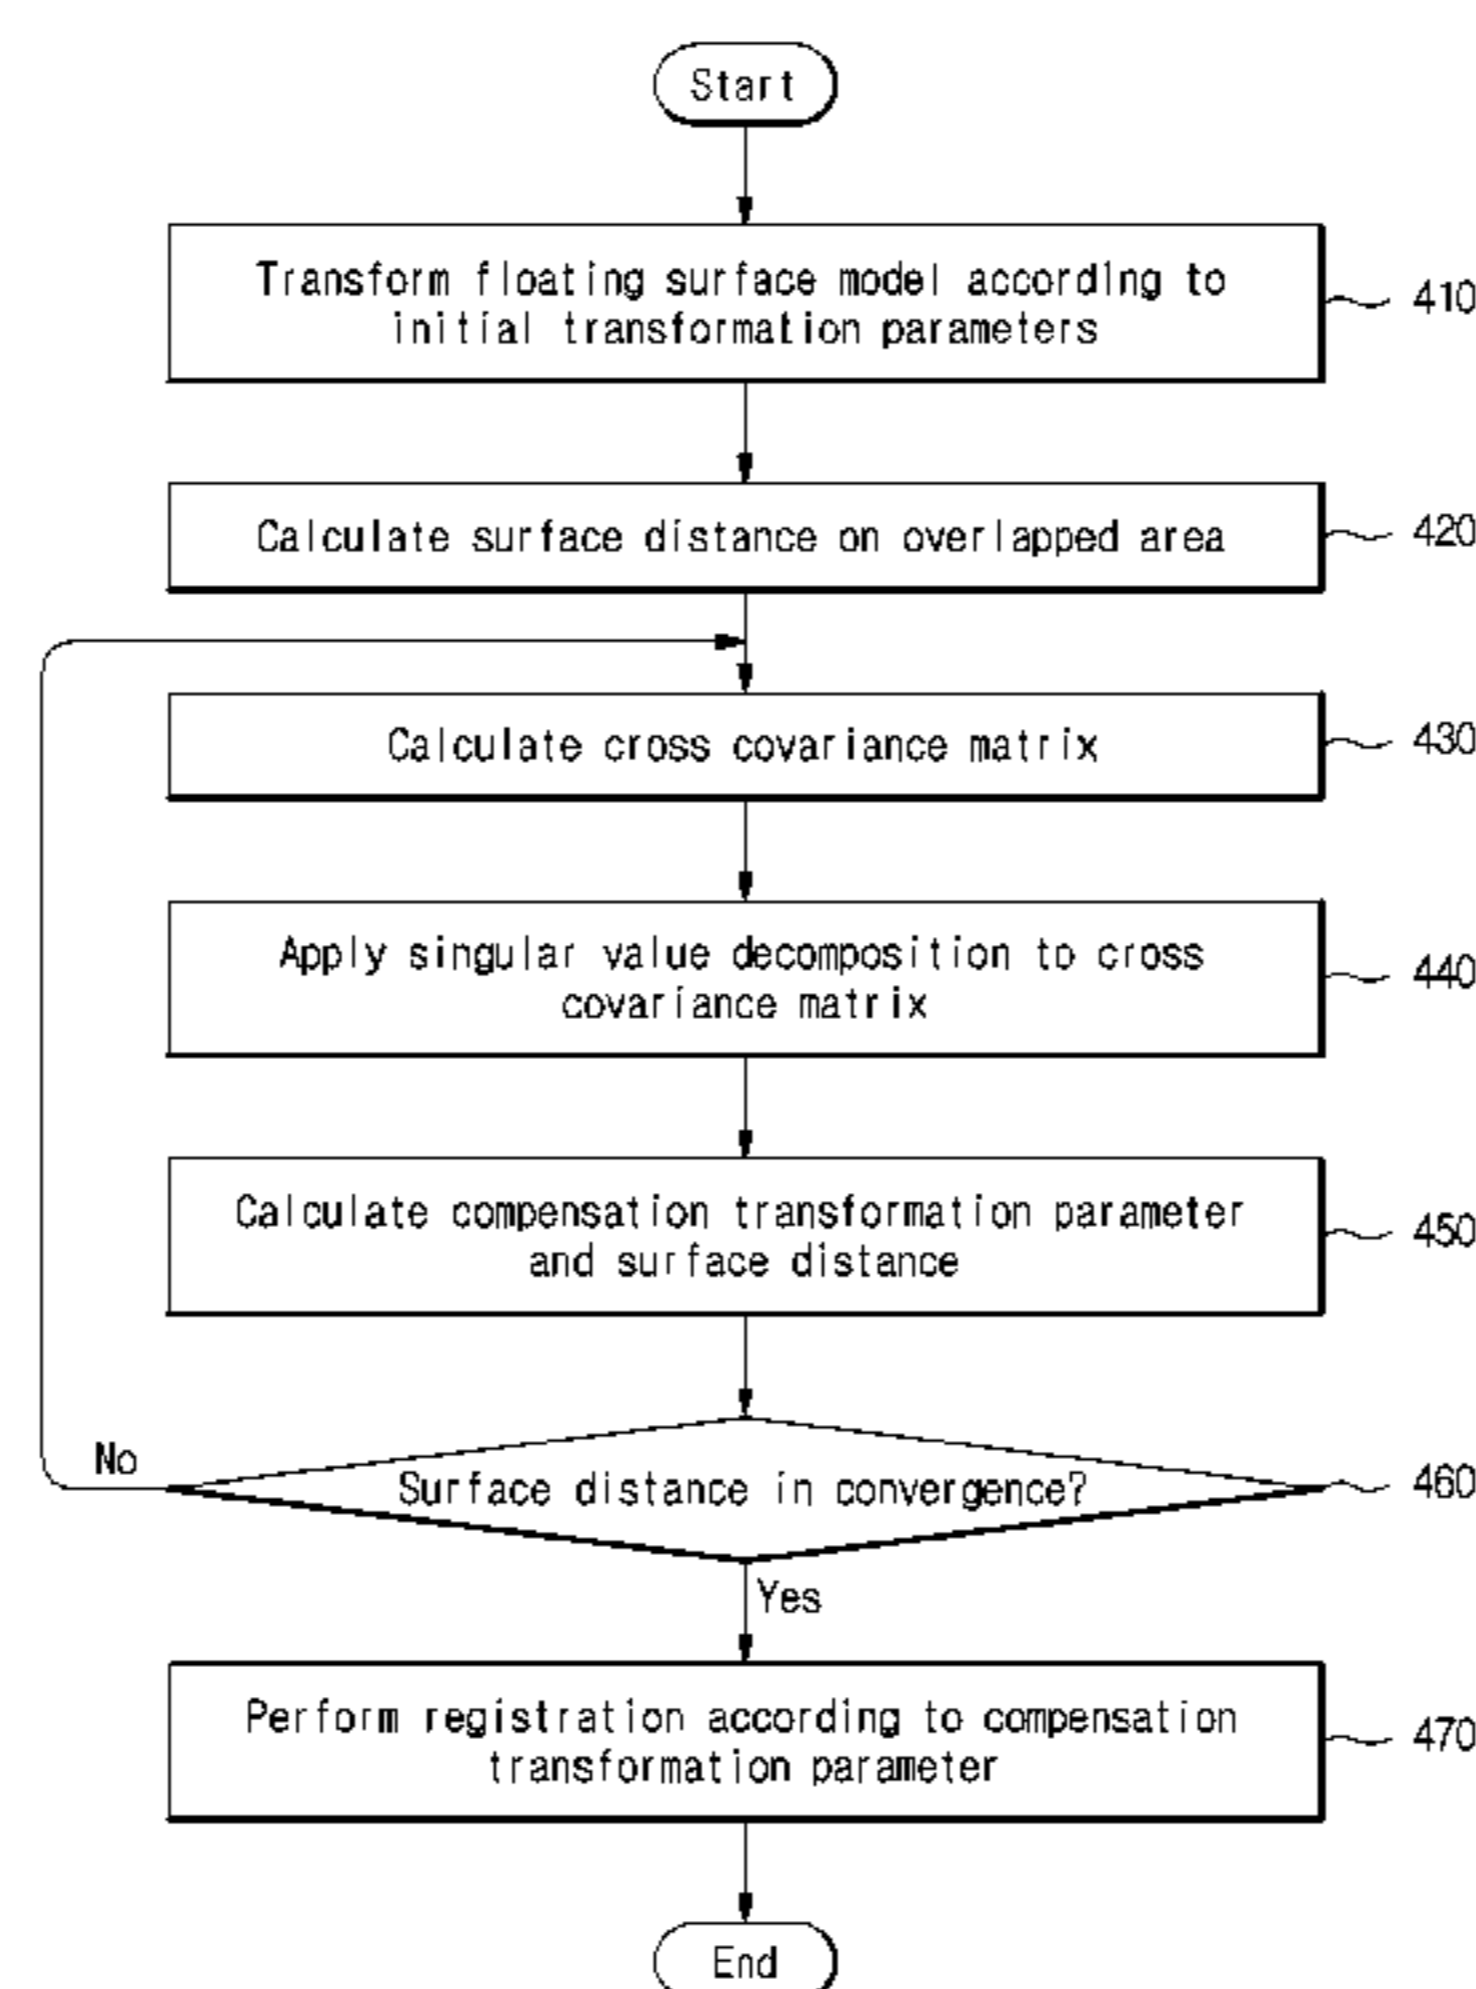 Start
Transform floating surface model according to
initial transformation parameters
410
Calculate surface distance on overlapped area
420
Calculate cross covariance matrix
430
Apply singular value decomposition to cross
covariance matrix
440
Calculate compensation transformation parameter
and surface distance
450
No
Surface distance in convergence?
460
Yes
Perform registration according to compensation
transformation parameter
470
End